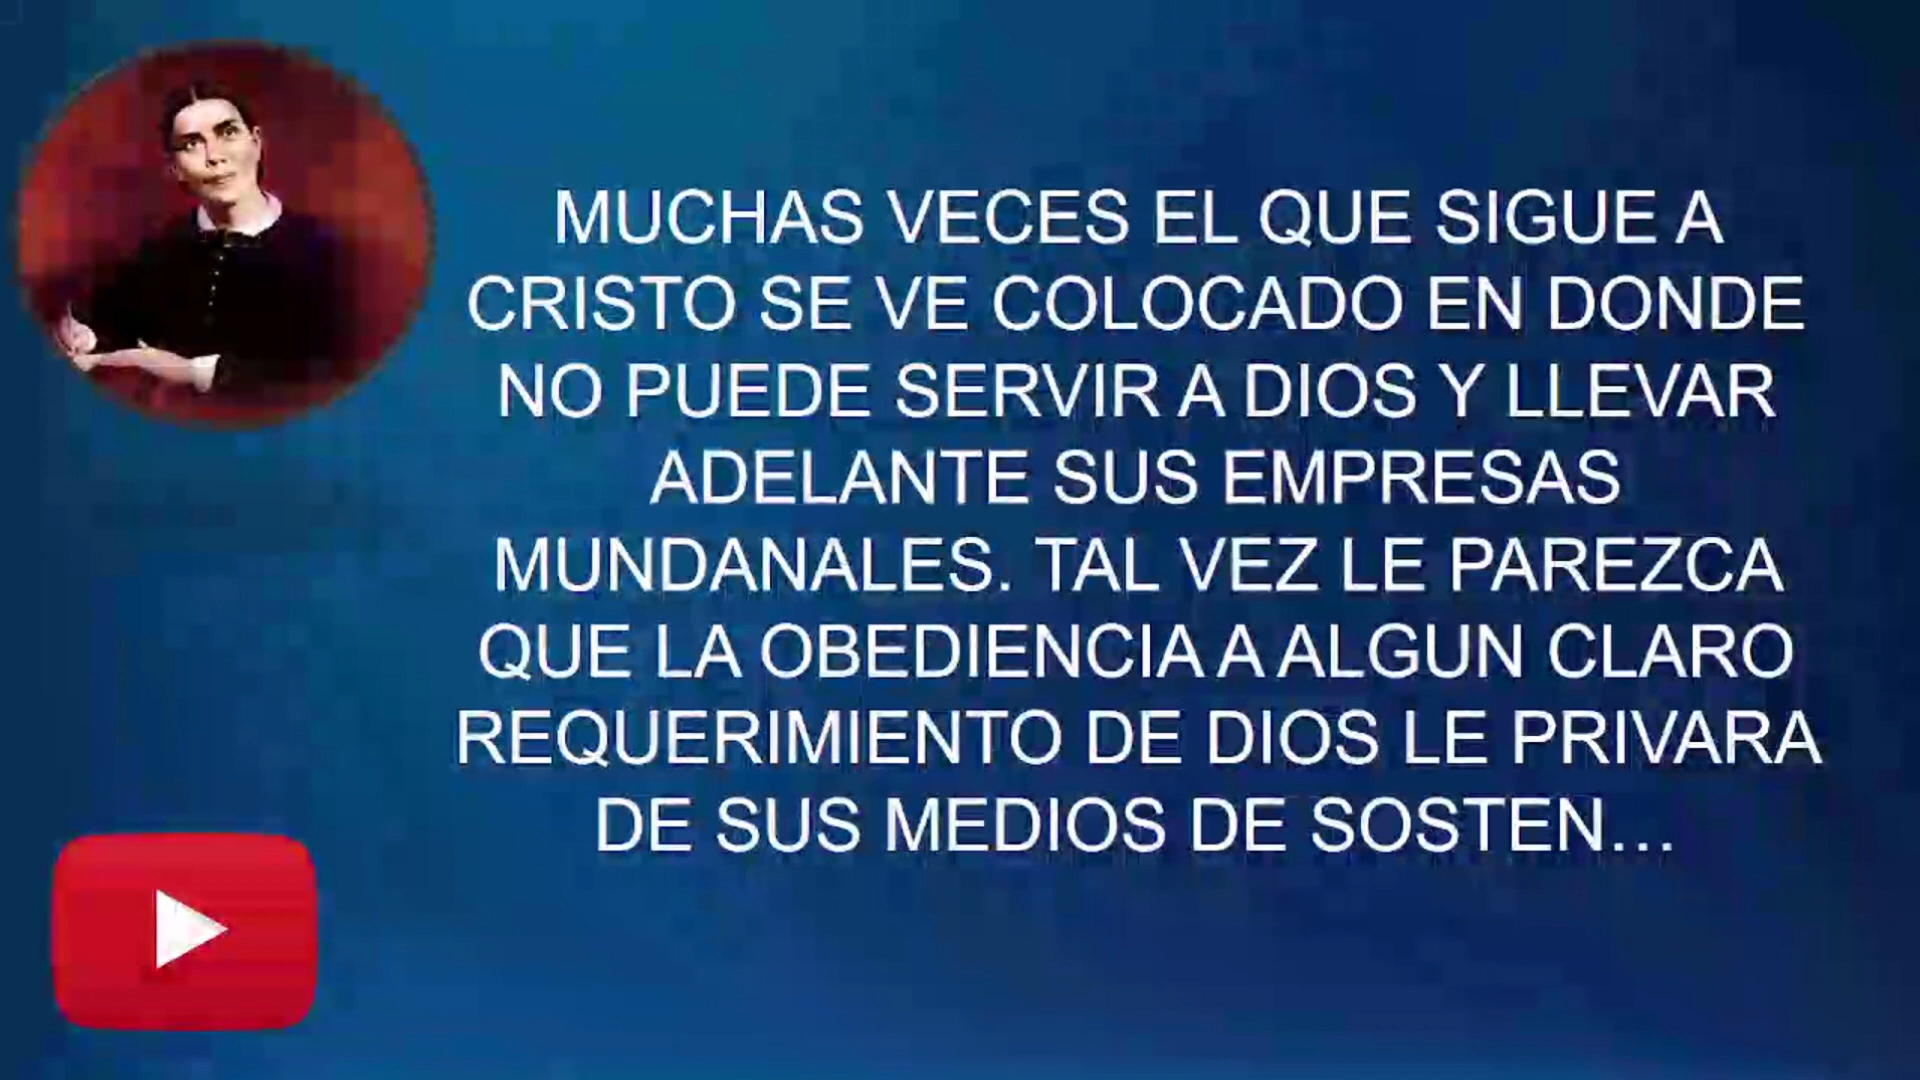 MUCHAS VECES EL QUE SIGUE A
CRISTO SE VE COLOCADO EN DONDE
NO PUEDE SERVIR A DIOS Y LLEVAR
ADELANTE SUS EMPRESAS
MUNDANALES. TAL VEZ LE PAREZCA
QUE LA OBEDIENCIA A ALGUN CLARO
REQUERIMIENTO DE DIOS LE PRIVARA
DE SUS MEDIOS DE SOSTEN...